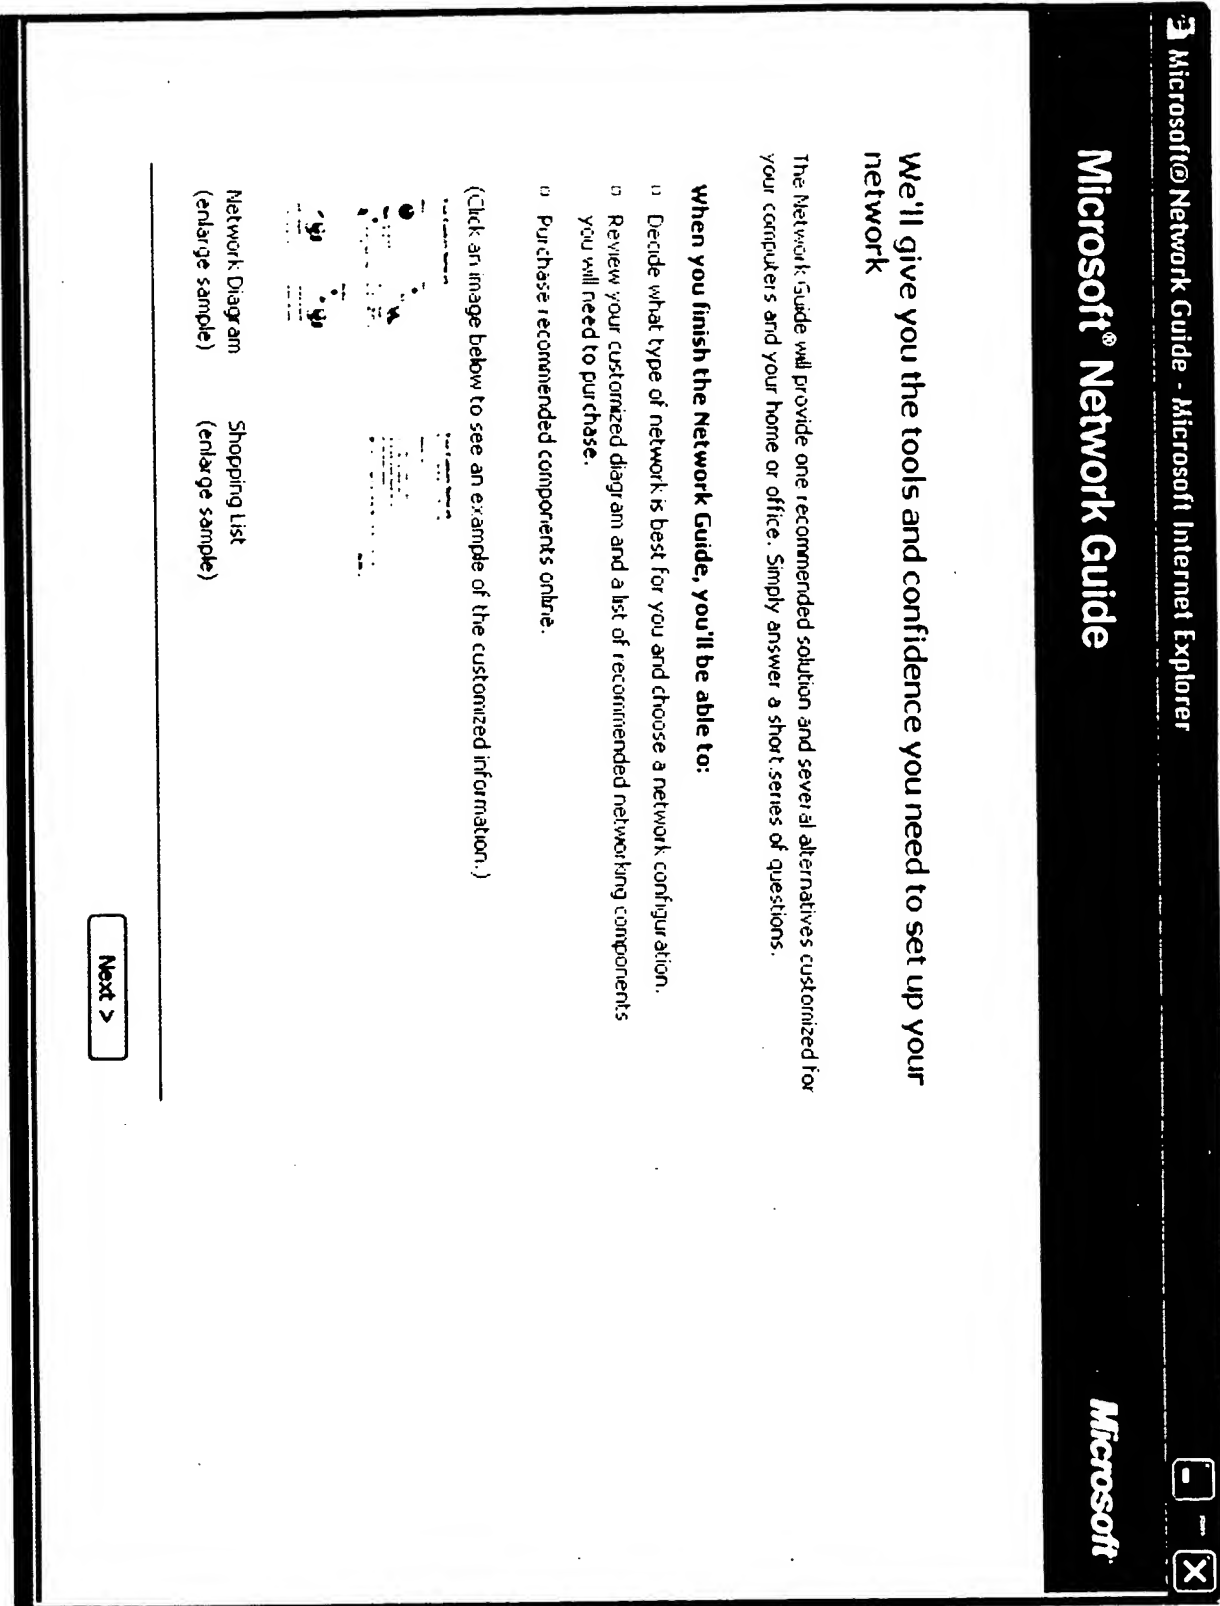 Microsoft® Network Guide - Microsoft Internet Explorer
Microsoft® Network Guide
Microsoft
We'll give you the tools and confidence you need to set up your
network
The Network Guide will provide one recommended solution and several alternatives customized for
your computers and your home or office. Simply answer a short series of questions.
When you finish the Network Guide, you'll be able to:
Decide what type of network is best for you and choose a network configuration.
Review your customized diagram and a list of recommended networking components
you will need to purchase.
Purchase recommended components online.
(Click an image below to see an example of the customized information.)
Network Diagram
(enlarge sample)
Shopping List
(enlarge sample)
Next >